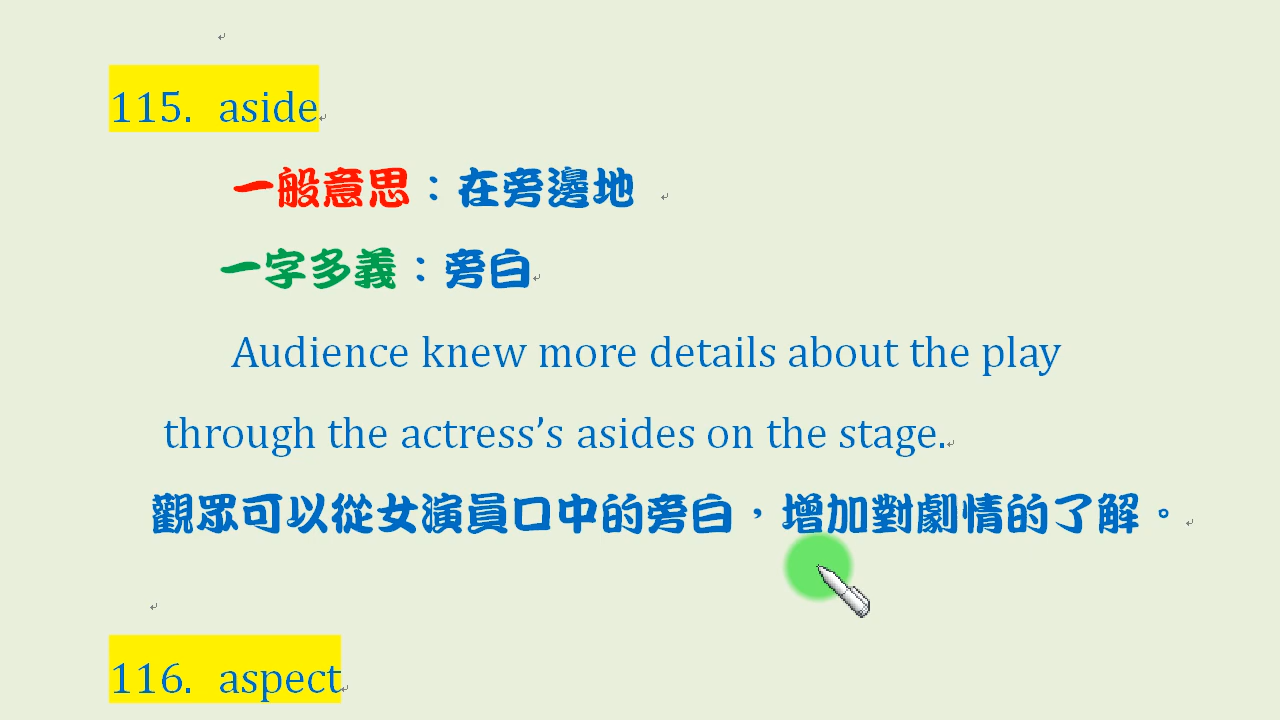 115. aside
一般意思：在旁邊地
一字多義：旁白
Audience knew more details about the play
through the actress’s asides on the stage.
觀眾可以從女演員口中的旁白，增加對劇情的了解。
116. aspect